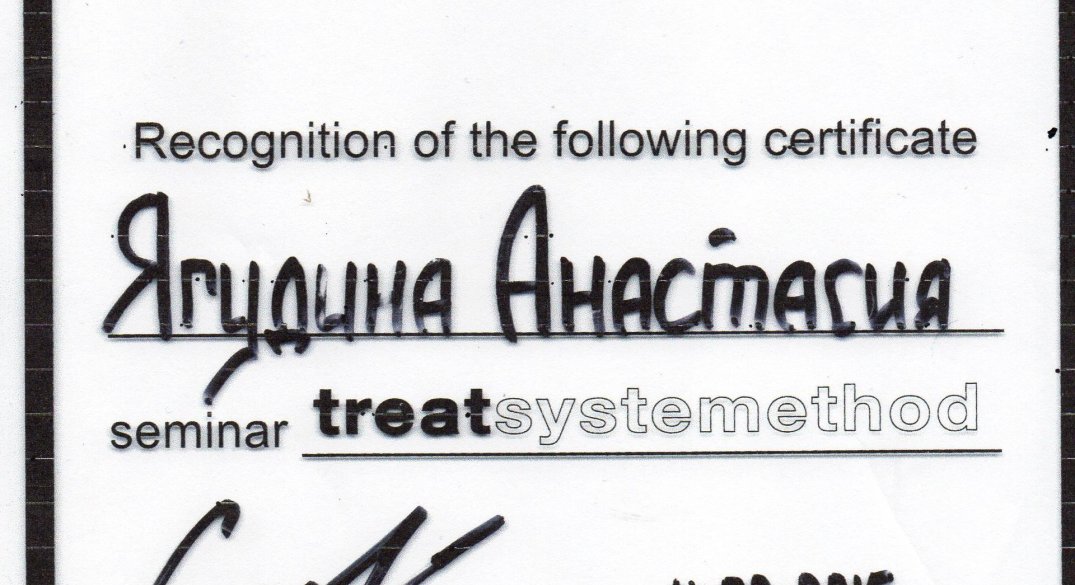 Recognition of the following certificate
Ягудина Анастасия
seminar treatsystemethod